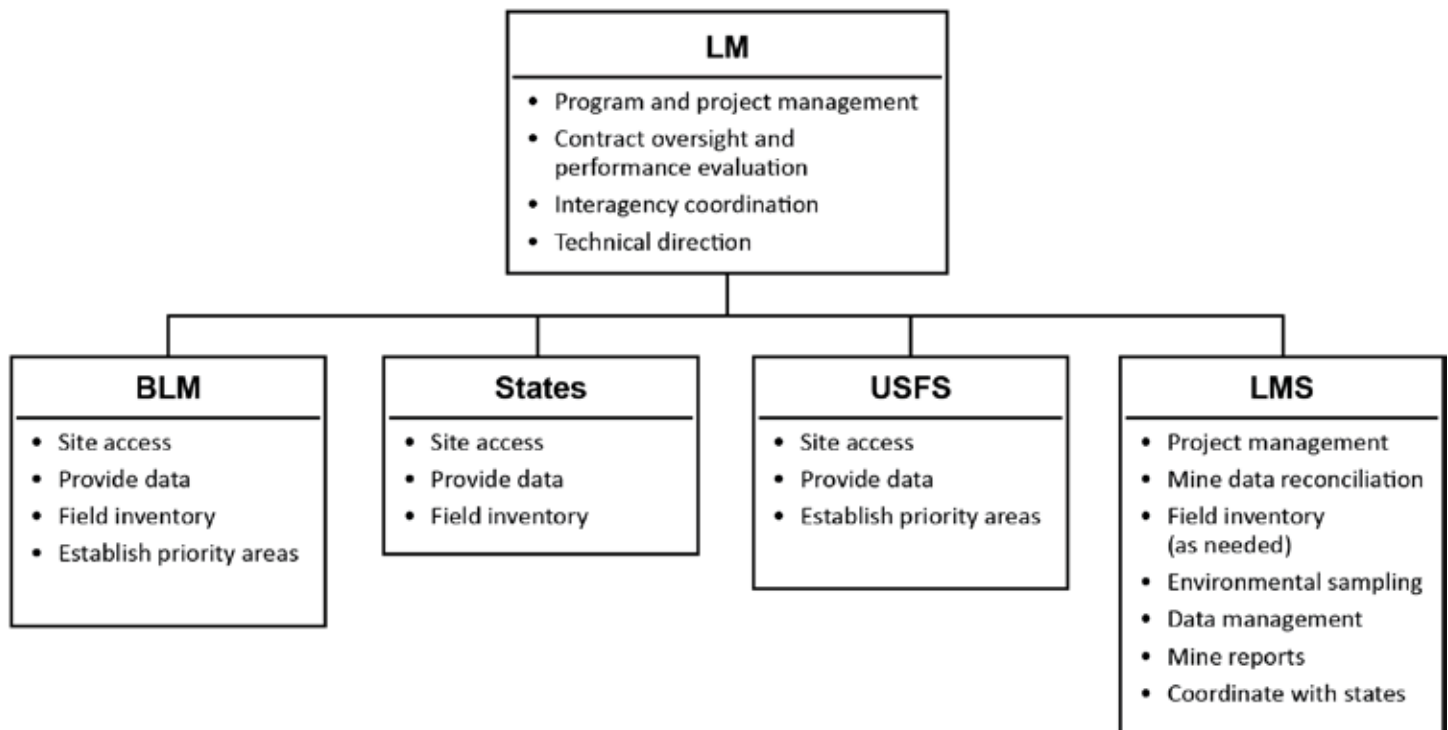 LM
• Program and project management
• Contract oversight and
performance evaluation
• Interagency coordination
• Technical direction
BLM
• Site access
• Provide data
• Field inventory
• Establish priority areas
States
• Site access
• Provide data
• Field inventory
USFS
• Site access
• Provide data
• Establish priority areas
LMS
• Project management
• Mine data reconciliation
• Field inventory
(as needed)
• Environmental sampling
• Data management
• Mine reports
• Coordinate with states